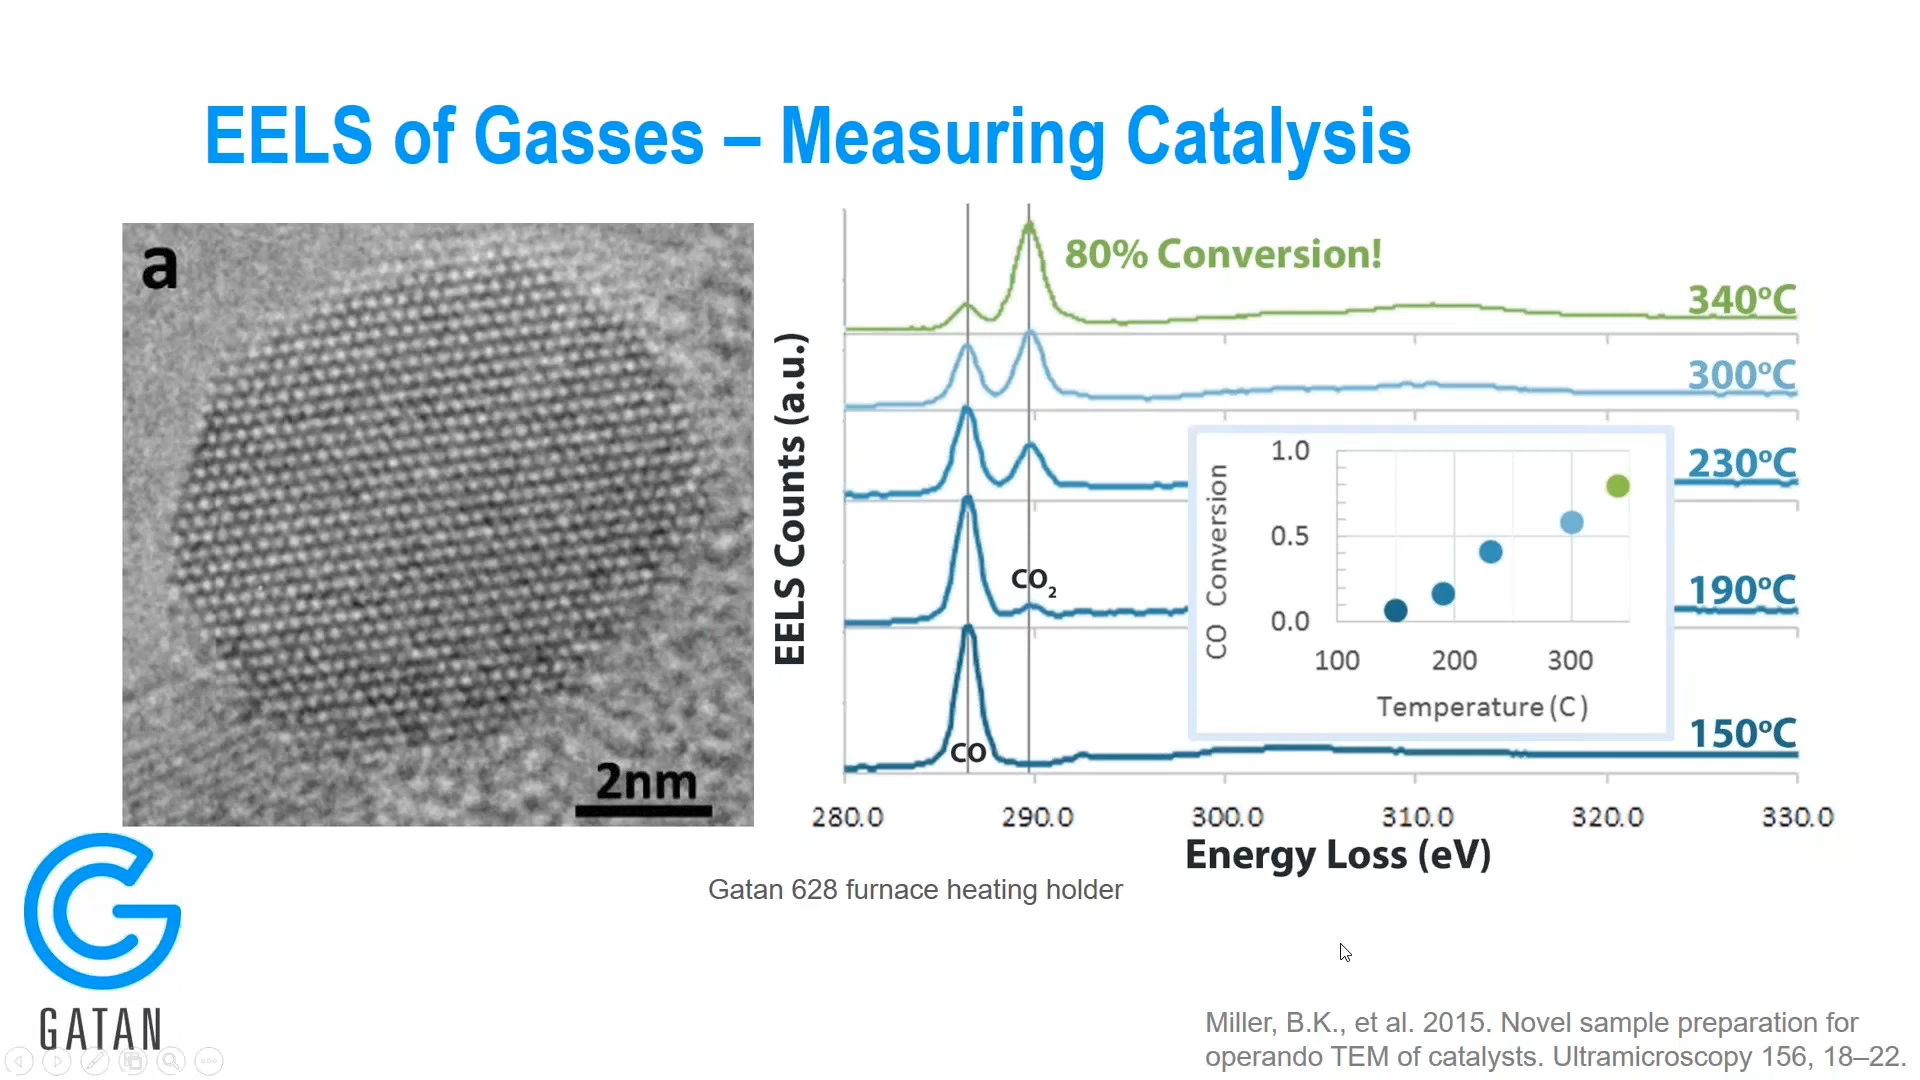 EELS of Gasses – Measuring Catalysis
a
2nm
EELS Counts (a.u.)
80% Conversion!
340°C
300°C
230°C
190°C
150°C
CO₂
CO
CO Conversion
1.0
0.5
0.0
100 200 300
Temperature (C)
280.0 290.0 300.0 310.0 320.0 330.0
Energy Loss (eV)
Gatan 628 furnace heating holder
GATAN
Miller, B.K., et al. 2015. Novel sample preparation for
operando TEM of catalysts. Ultramicroscopy 156, 18–22.